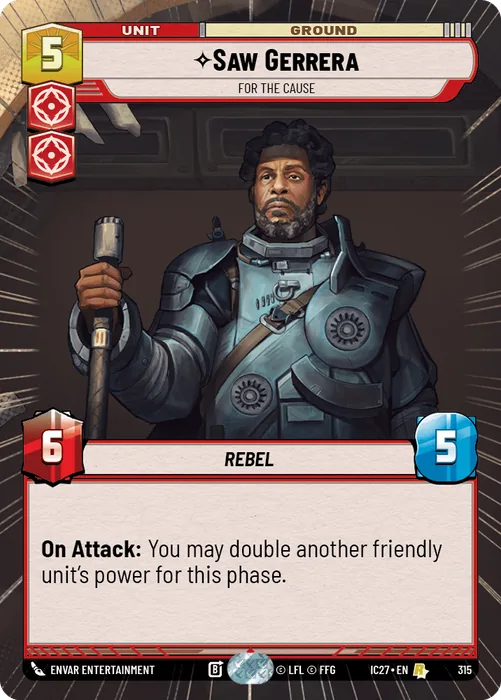 UNIT
GROUND
5
✧SAW GERRERA
FOR THE CAUSE
6
5
REBEL
On Attack: You may double another friendly
unit's power for this phase.
ENVAR ENTERTAINMENT
B
© LFL © FFG
IC27•EN
R
315